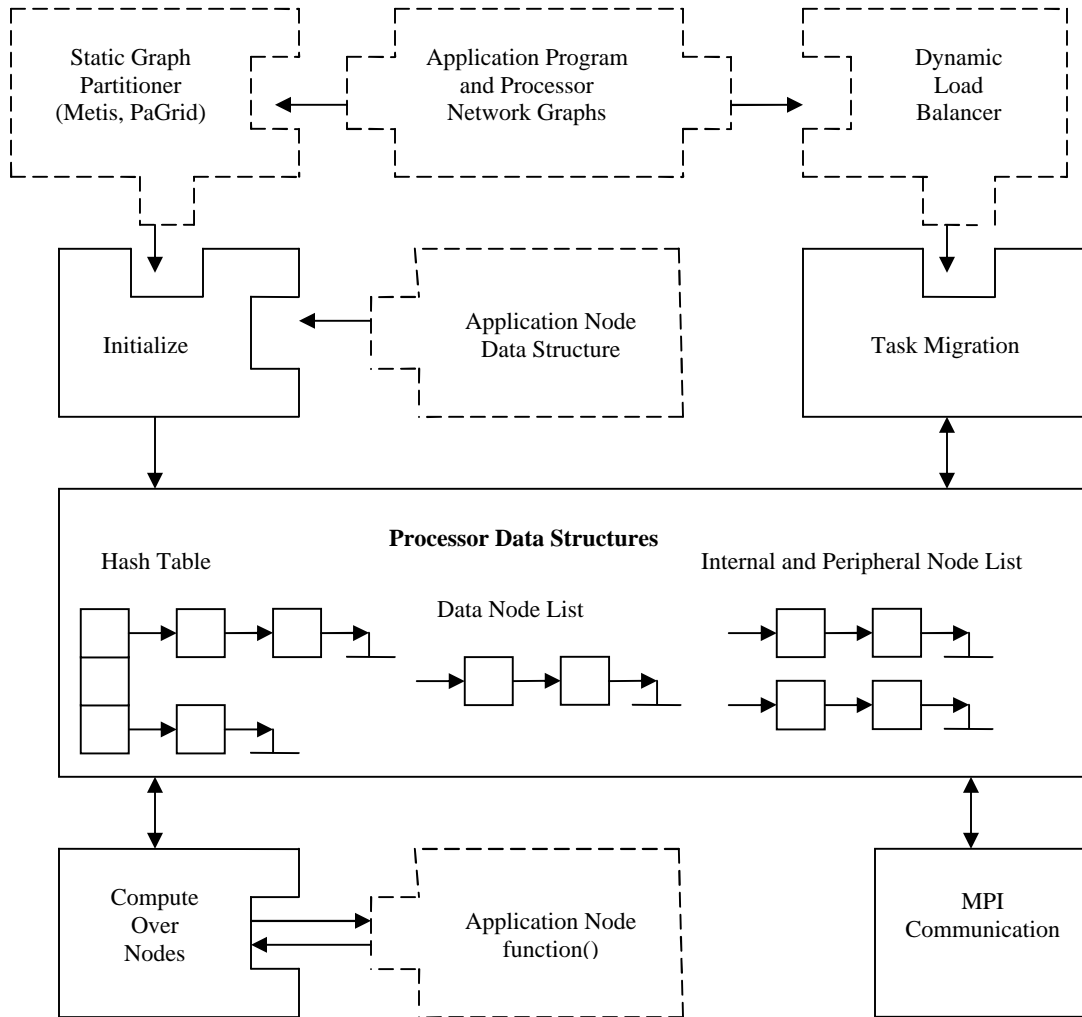 Static Graph
Partitioner
(Metis, PaGrid)
Application Program
and Processor
Network Graphs
Dynamic
Load
Balancer
Initialize
Application Node
Data Structure
Task Migration
Processor Data Structures
Hash Table
Data Node List
Internal and Peripheral Node List
Compute
Over
Nodes
Application Node
function()
MPI
Communication